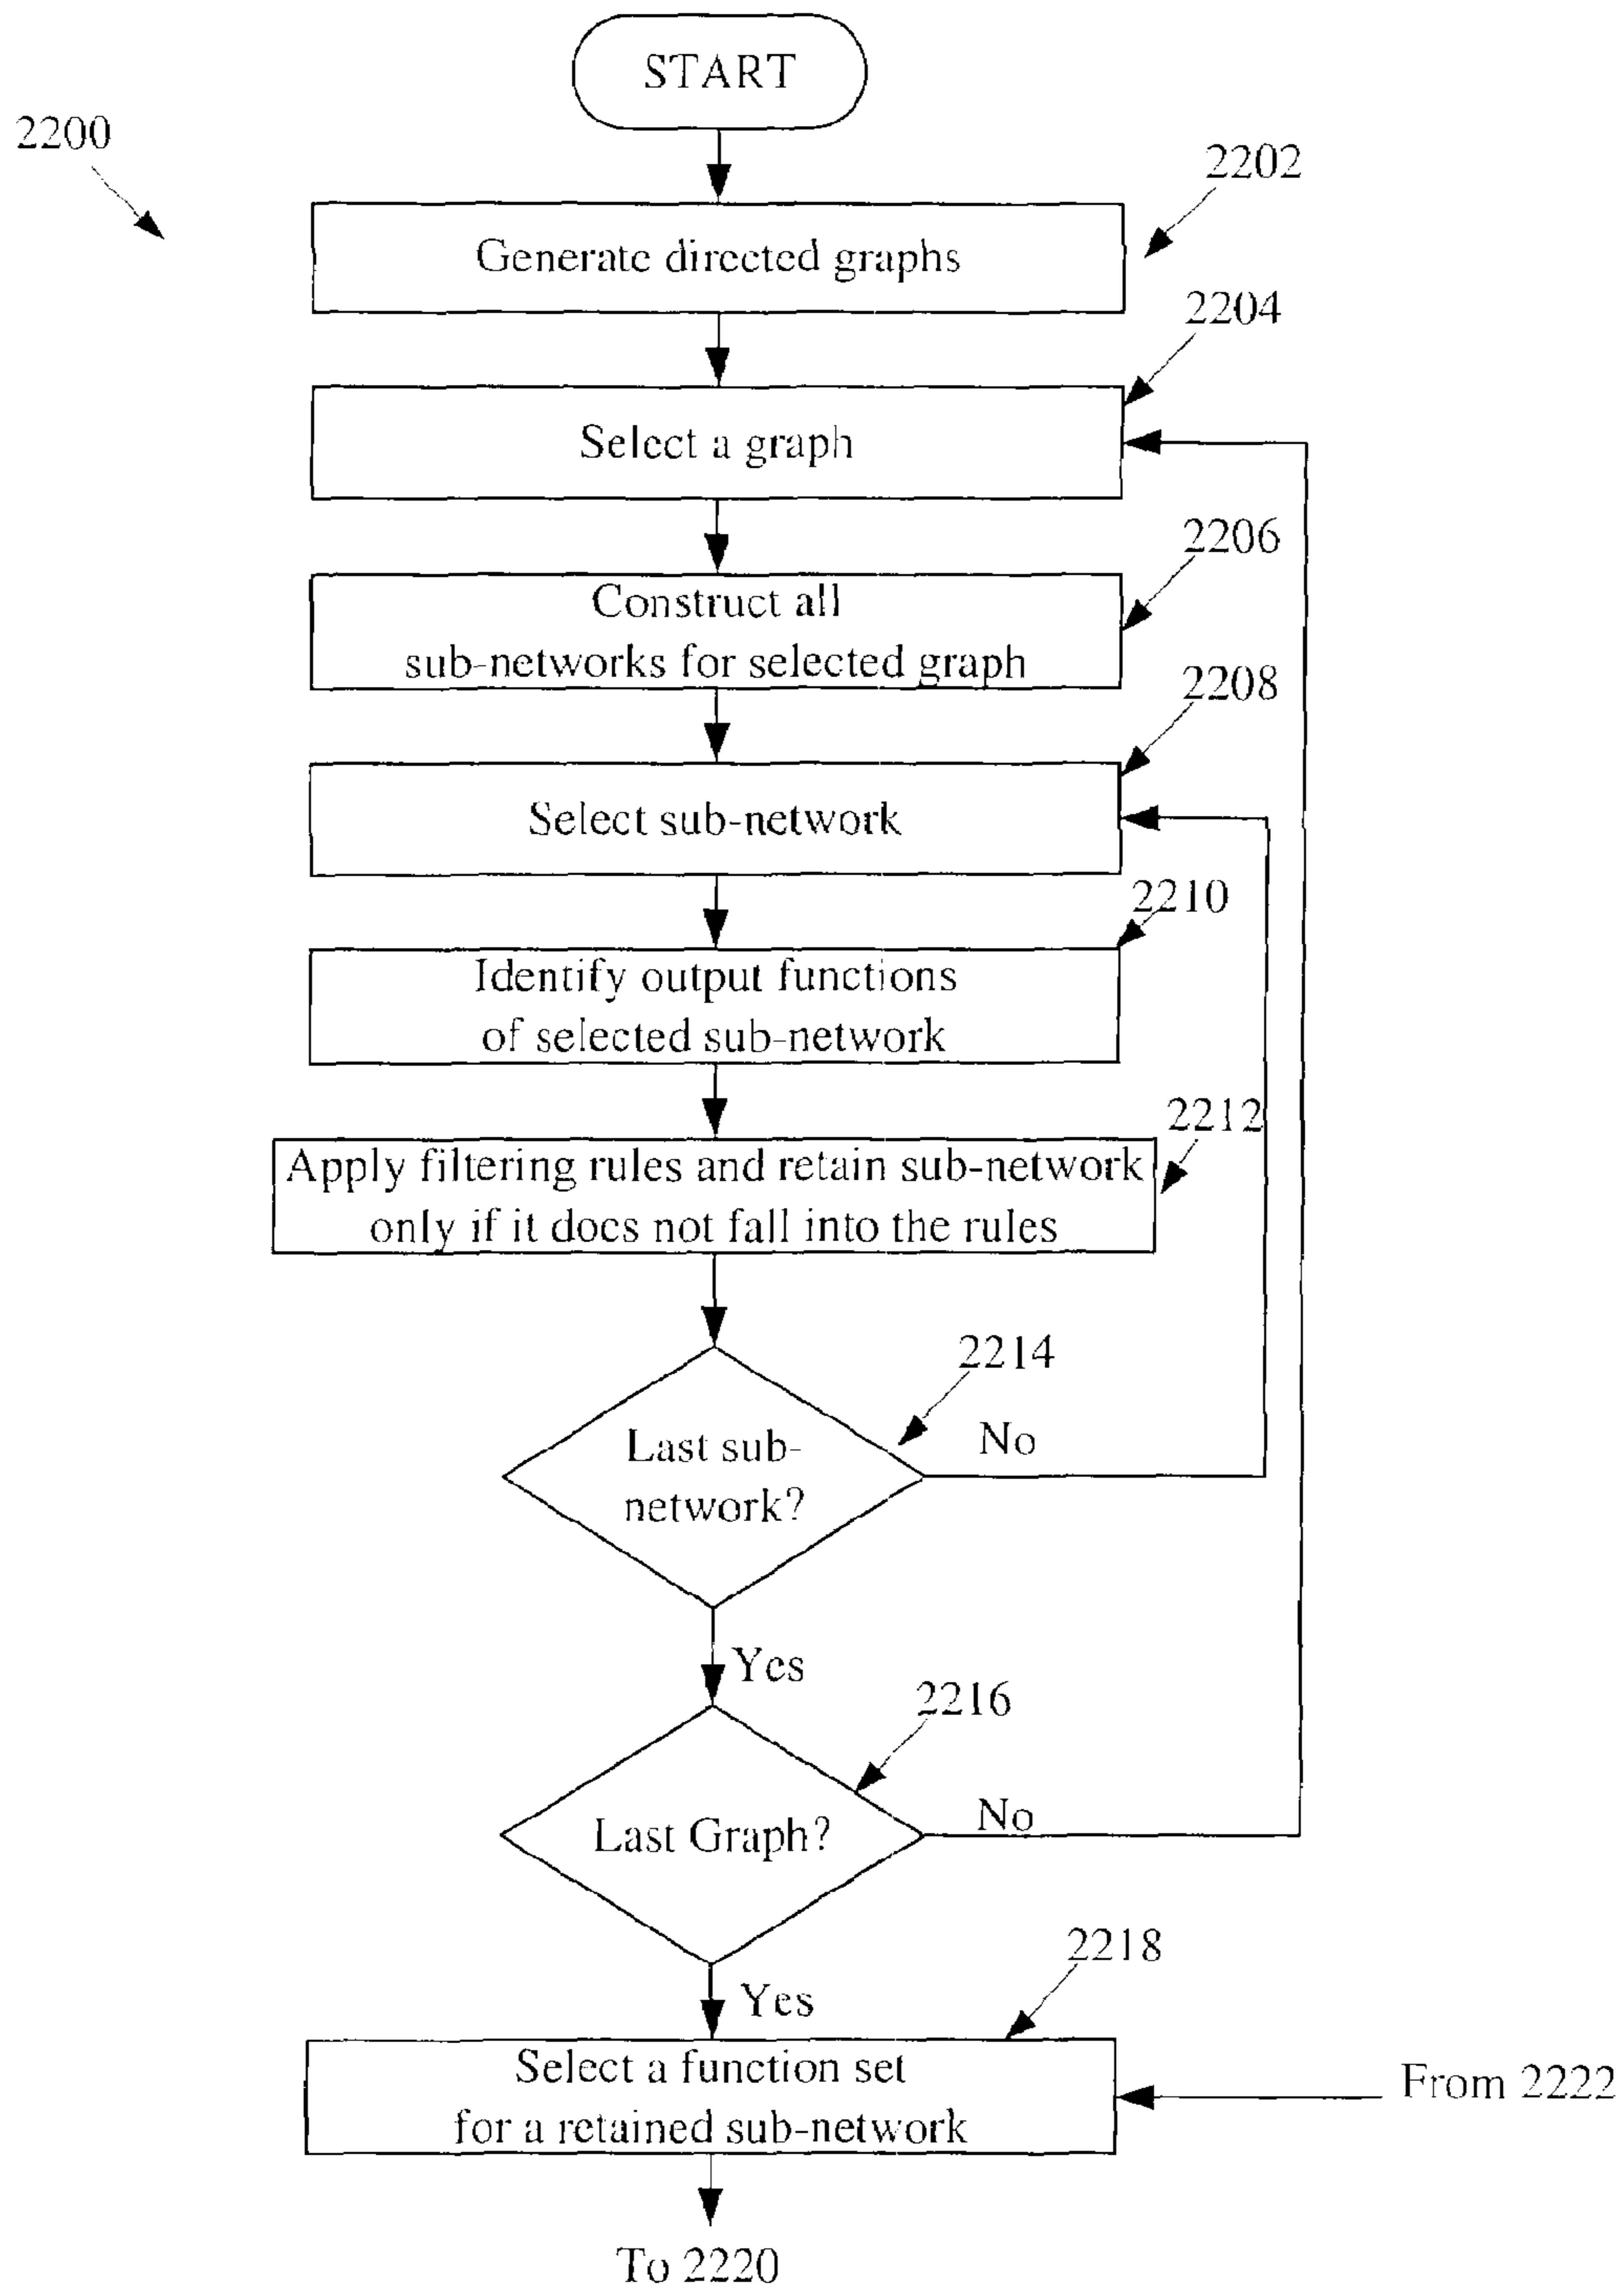 START
2200
2202
Generate directed graphs
2204
Select a graph
2206
Construct all
sub-networks for selected graph
2208
Select sub-network
2210
Identify output functions
of selected sub-network
2212
Apply filtering rules and retain sub-network
only if it does not fall into the rules
2214
Last sub-
network?
No
Yes
2216
Last Graph?
No
2218
Yes
Select a function set
for a retained sub-network
From 2222
To 2220